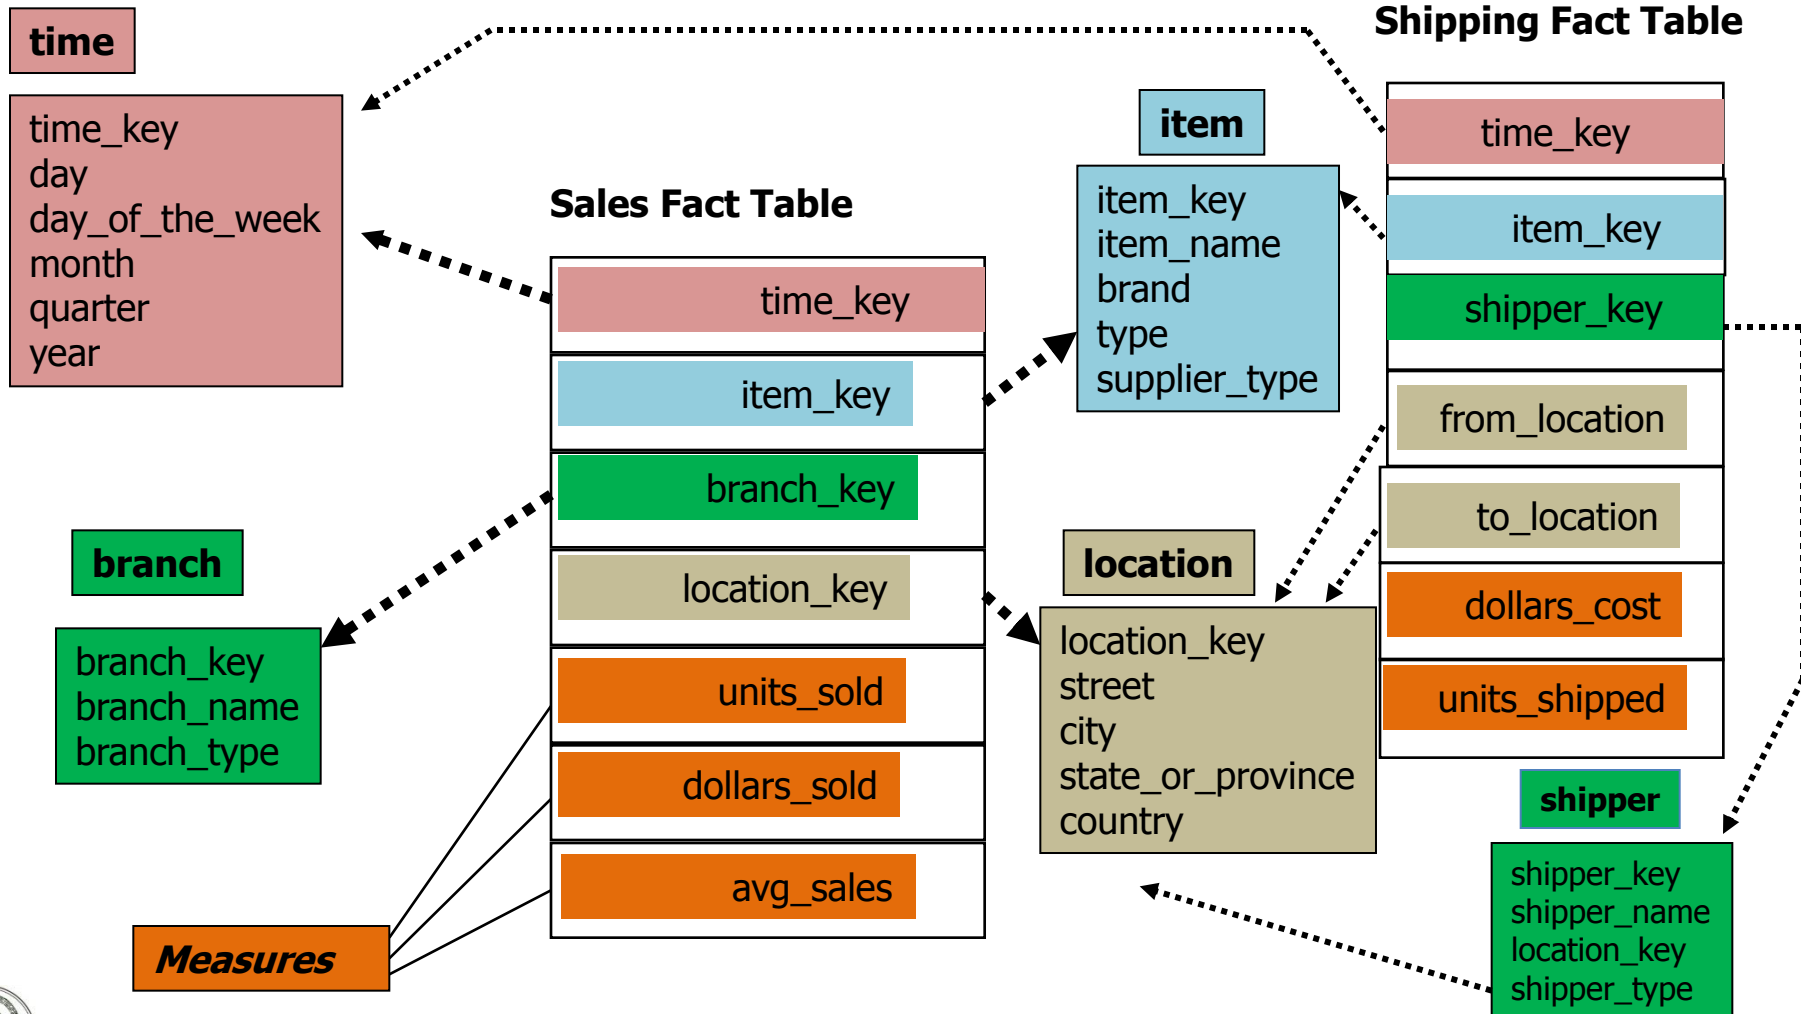 Shipping Fact Table
time
time_key
day
day_of_the_week
month
quarter
year
Sales Fact Table
time_key
item_key
branch_key
location_key
units_sold
dollars_sold
avg_sales
Measures
branch
branch_key
branch_name
branch_type
item
item_key
item_name
brand
type
supplier_type
location
location_key
street
city
state_or_province
country
time_key
item_key
shipper_key
from_location
to_location
dollars_cost
units_shipped
shipper
shipper_key
shipper_name
location_key
shipper_type